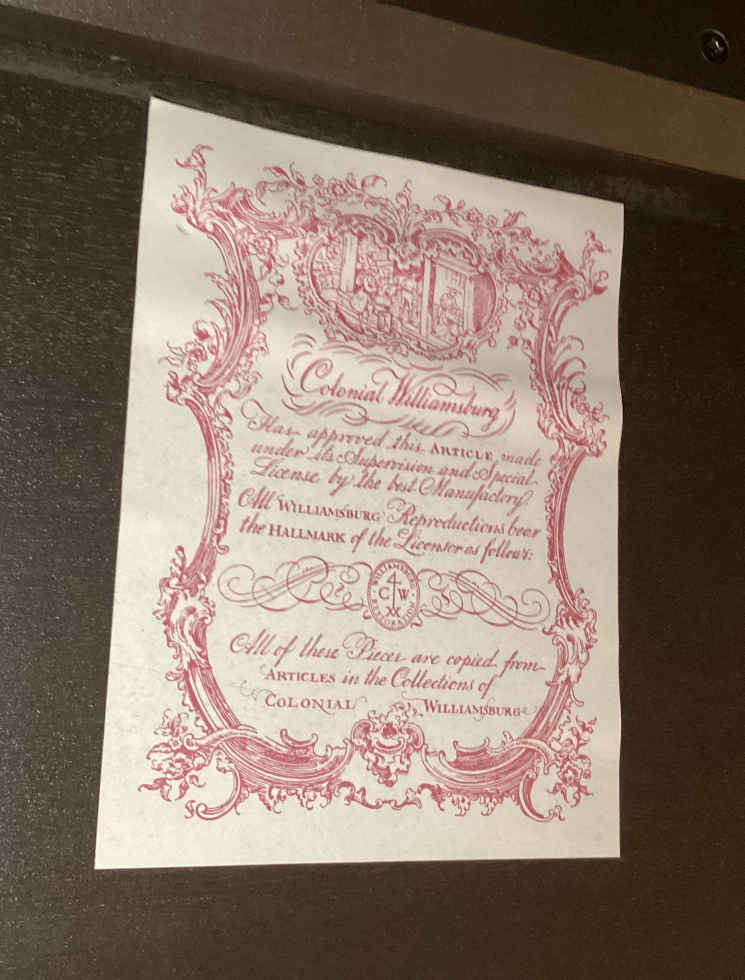 Colonial Williamsburg
Has approved this ARTICLE made
under its Supervision and Special
License by the best Manufactory.
All WILLIAMSBURG Reproductions bear
the HALLMARK of the Licensor as follows:
WILLIAMSBURG
C W
RESTORATION
All of these Pieces are copied from
ARTICLES in the Collections of
COLONIAL WILLIAMSBURG